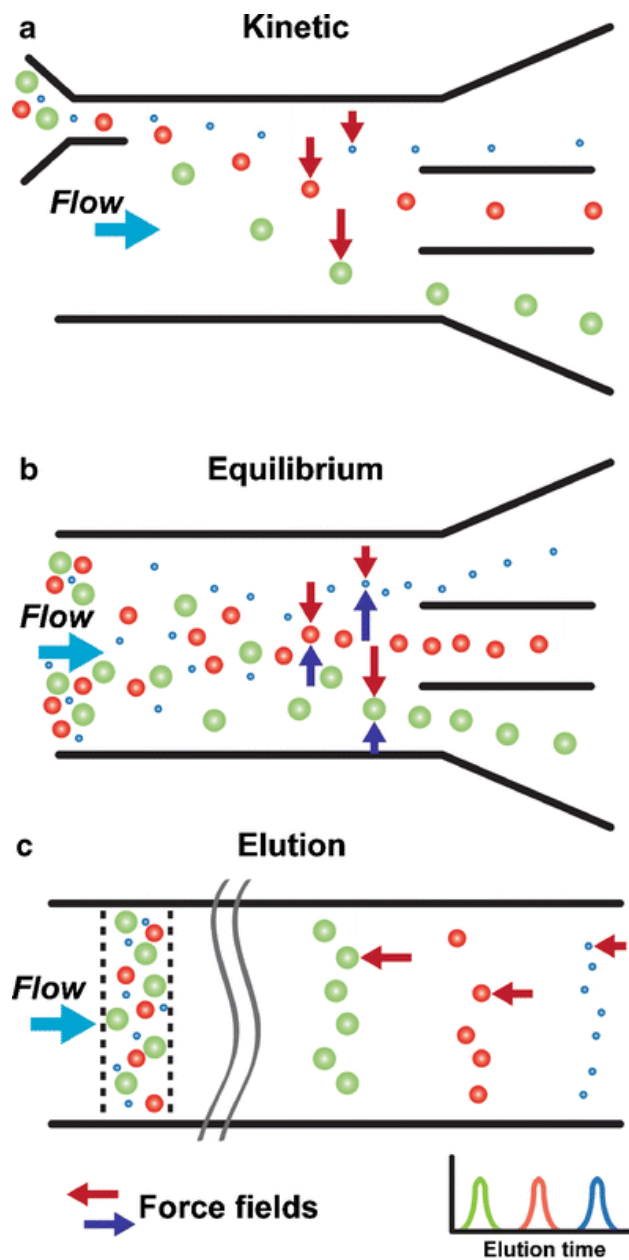 a Kinetic
Flow
b Equilibrium
Flow
c Elution
Flow
Force fields
Elution time